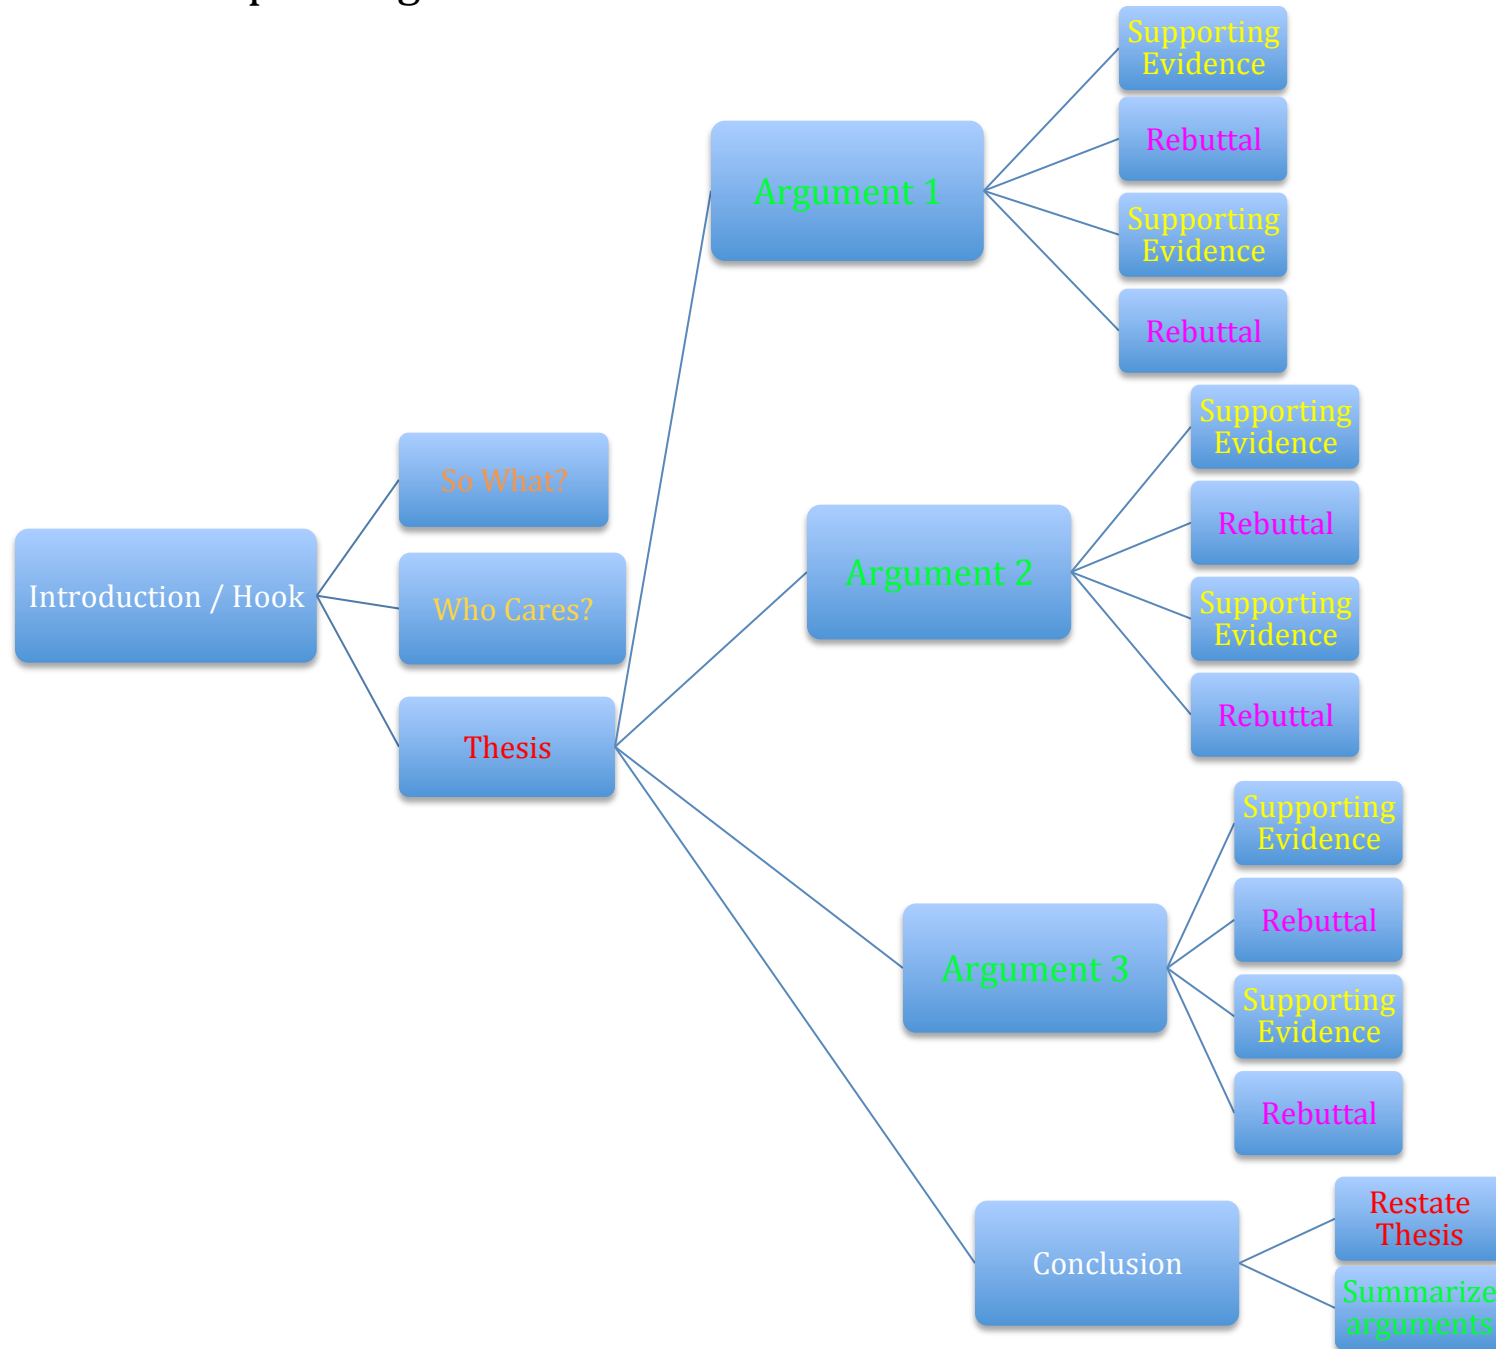 Introduction / Hook
So What?
Who Cares?
Thesis
Argument 1
Supporting
Evidence
Rebuttal
Supporting
Evidence
Rebuttal
Argument 2
Supporting
Evidence
Rebuttal
Supporting
Evidence
Rebuttal
Argument 3
Supporting
Evidence
Rebuttal
Supporting
Evidence
Rebuttal
Conclusion
Restate
Thesis
Summarize
arguments